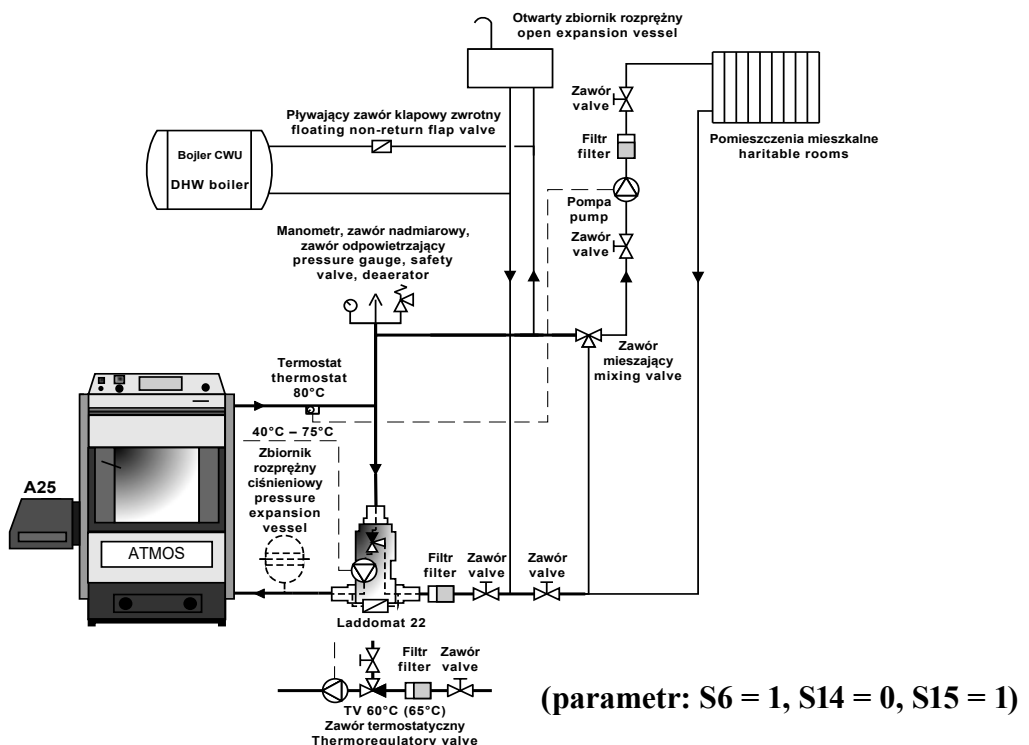 Otwarty zbiornik rozprężny
open expansion vessel
Zawór
valve
Pływający zawór klapowy zwrotny
floating non-return flap valve
Filtr
filter
Pomieszczenia mieszkalne
haritable rooms
Bojler CWU
DHW boiler
Pompa
pump
Manometr, zawór nadmiarowy,
zawór odpowietrzający
pressure gauge, safety
valve, deaerator
Zawór
valve
Zawór
mieszający
mixing valve
Termostat
thermostat
80°C
40°C – 75°C
Zbiornik
rozprężny
ciśnieniowy
pressure
expansion
vessel
A25
ATMOS
Filtr
filter
Zawór
valve
Zawór
valve
Laddomat 22
Filtr
filter
Zawór
valve
TV 60°C (65°C)
Zawór termostatyczny
Thermoregulatory valve
(parametr: S6 = 1, S14 = 0, S15 = 1)